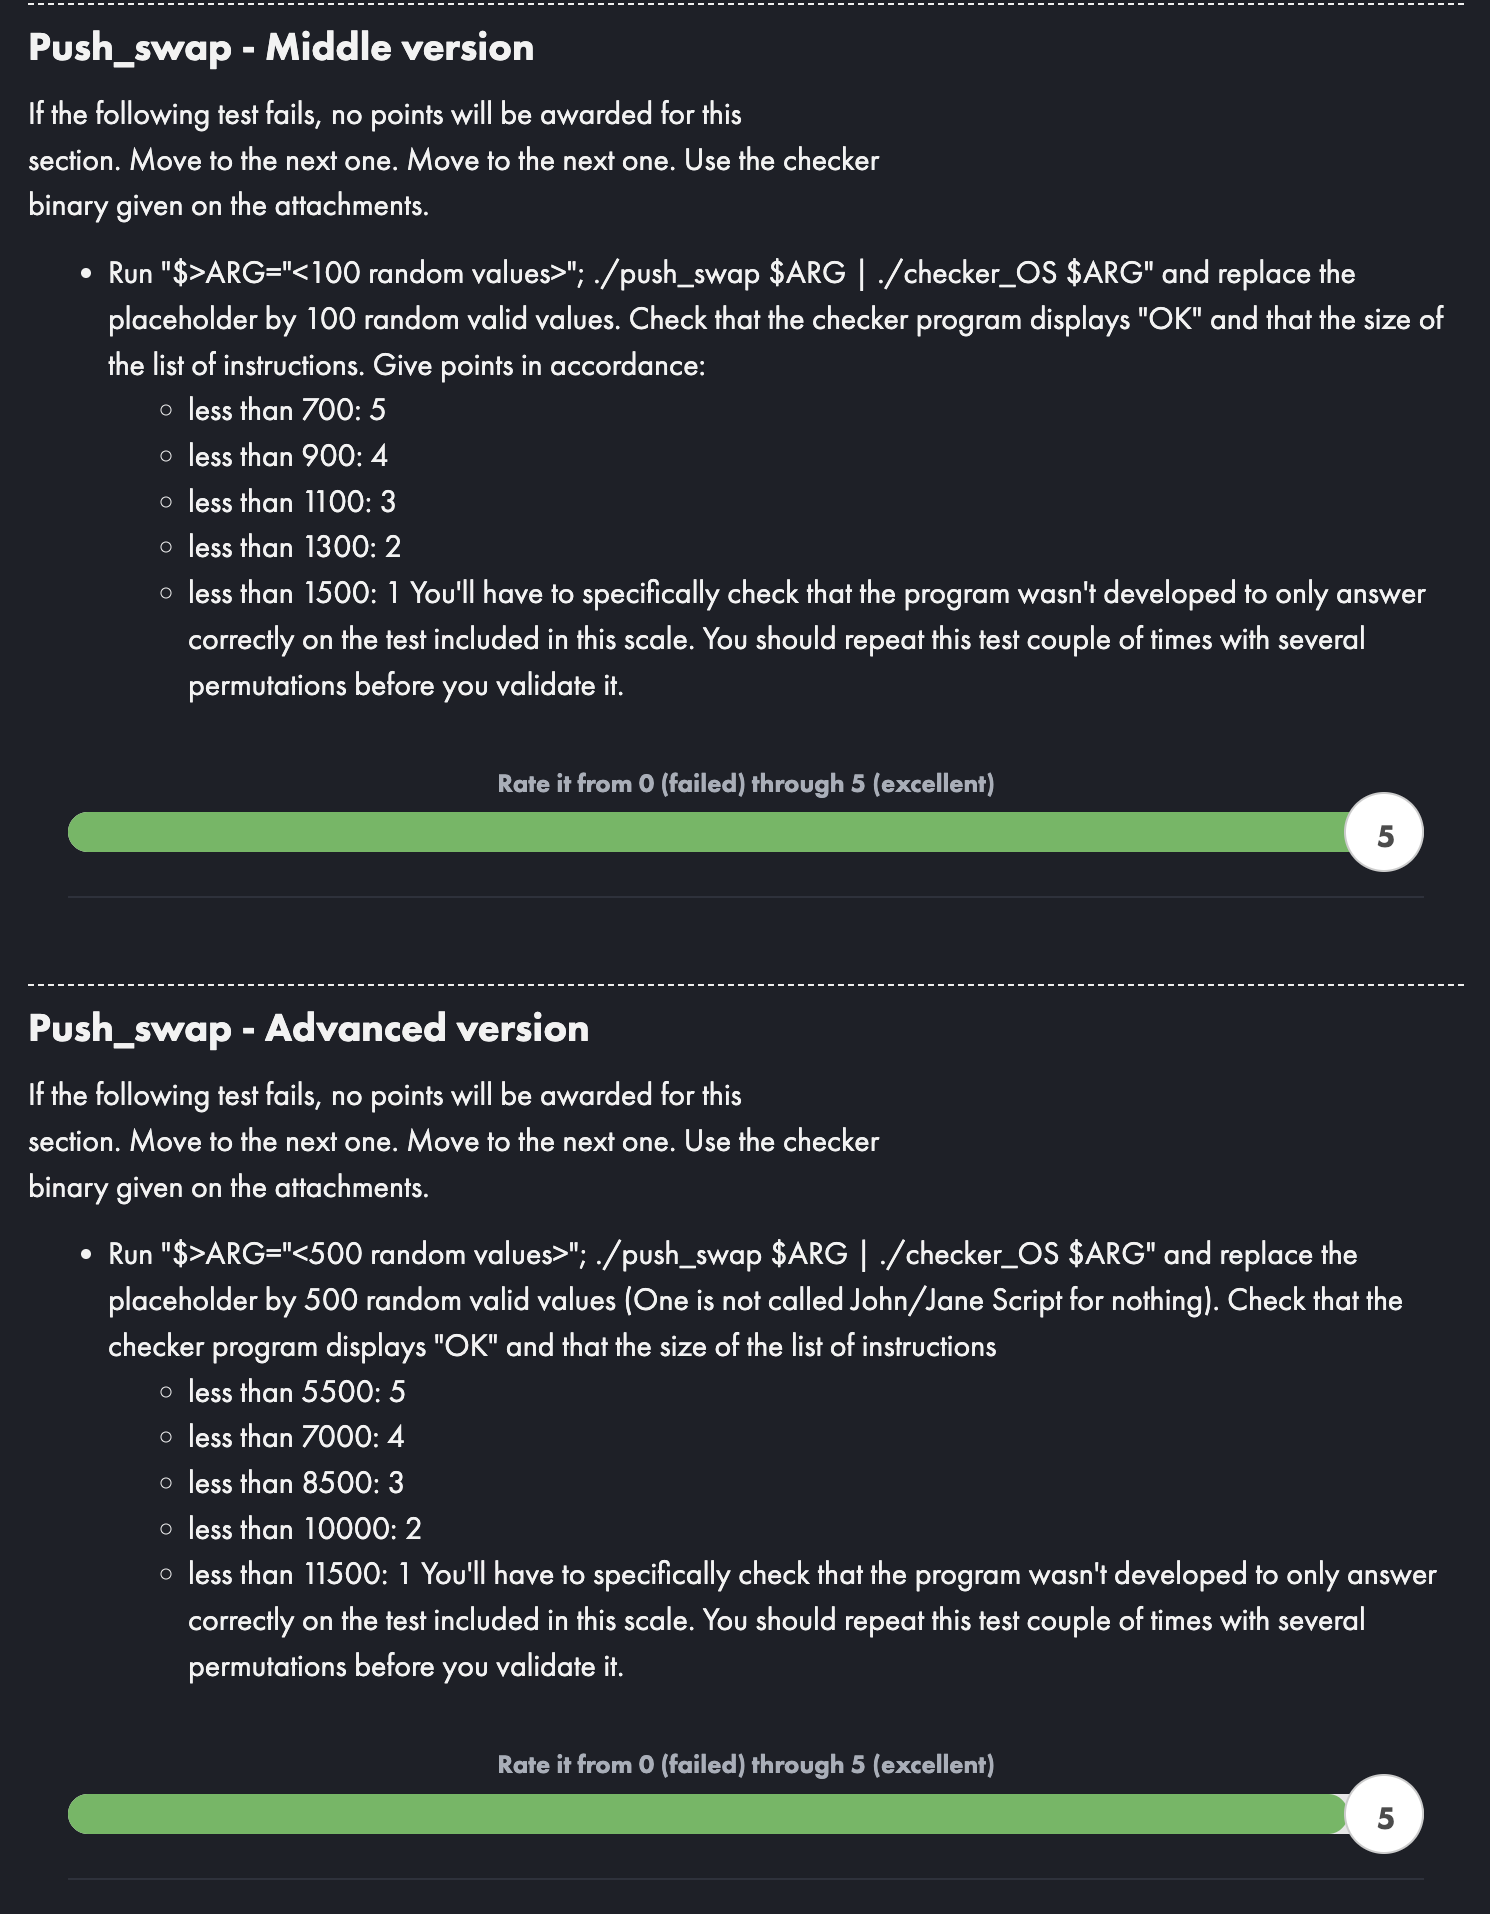 Push_swap - Middle version
If the following test fails, no points will be awarded for this
section. Move to the next one. Move to the next one. Use the checker
binary given on the attachments.
• Run "$>ARG="<100 random values>"; ./push_swap $ARG | ./checker_OS $ARG" and replace the
placeholder by 100 random valid values. Check that the checker program displays "OK" and that the size of
the list of instructions. Give points in accordance:
◦ less than 700: 5
◦ less than 900: 4
◦ less than 1100: 3
◦ less than 1300: 2
◦ less than 1500: 1 You'll have to specifically check that the program wasn't developed to only answer
correctly on the test included in this scale. You should repeat this test couple of times with several
permutations before you validate it.
Rate it from 0 (failed) through 5 (excellent)
5
Push_swap - Advanced version
If the following test fails, no points will be awarded for this
section. Move to the next one. Move to the next one. Use the checker
binary given on the attachments.
• Run "$>ARG="<500 random values>"; ./push_swap $ARG | ./checker_OS $ARG" and replace the
placeholder by 500 random valid values (One is not called John/Jane Script for nothing). Check that the
checker program displays "OK" and that the size of the list of instructions
◦ less than 5500: 5
◦ less than 7000: 4
◦ less than 8500: 3
◦ less than 10000: 2
◦ less than 11500: 1 You'll have to specifically check that the program wasn't developed to only answer
correctly on the test included in this scale. You should repeat this test couple of times with several
permutations before you validate it.
Rate it from 0 (failed) through 5 (excellent)
5